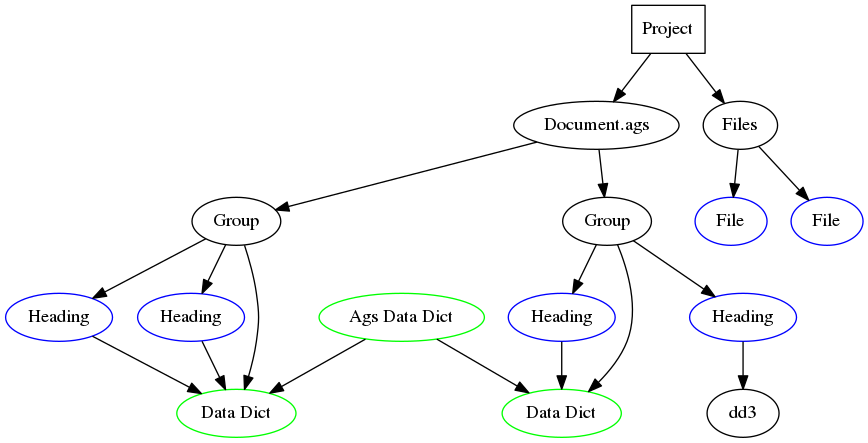 Project
Document.ags
Files
Group
Group
File
File
Heading
Heading
Ags Data Dict
Heading
Heading
Data Dict
Data Dict
dd3